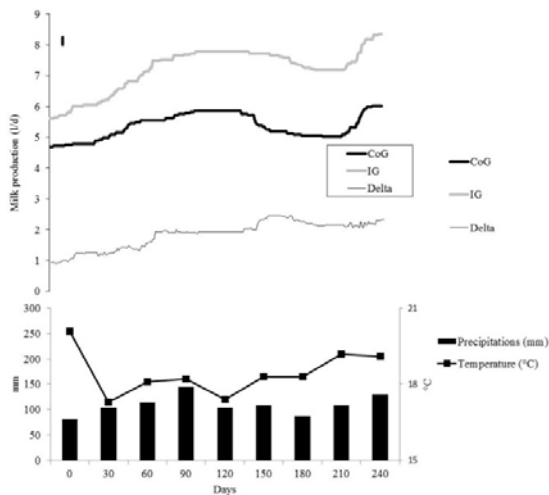 9
8
7
6
5
4
3
2
1
0
Milk production (l/d)
I
CoG
IG
Delta
CoG
IG
Delta
300
250
200
150
100
50
0
mm
21
18
15
°C
0 30 60 90 120 150 180 210 240
Days
Precipitations (mm)
Temperature (°C)